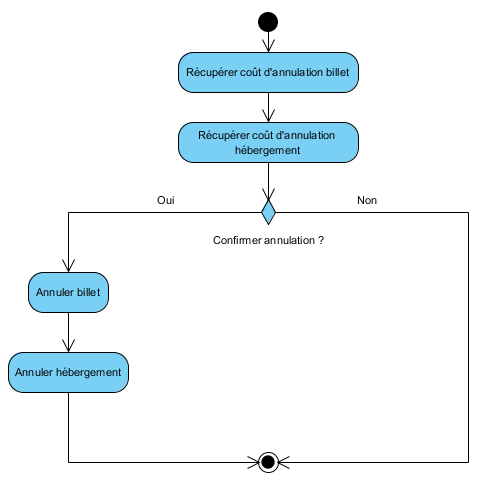 Récupérer coût d'annulation billet
Récupérer coût d'annulation
hébergement
Oui
Non
Confirmer annulation ?
Annuler billet
Annuler hébergement